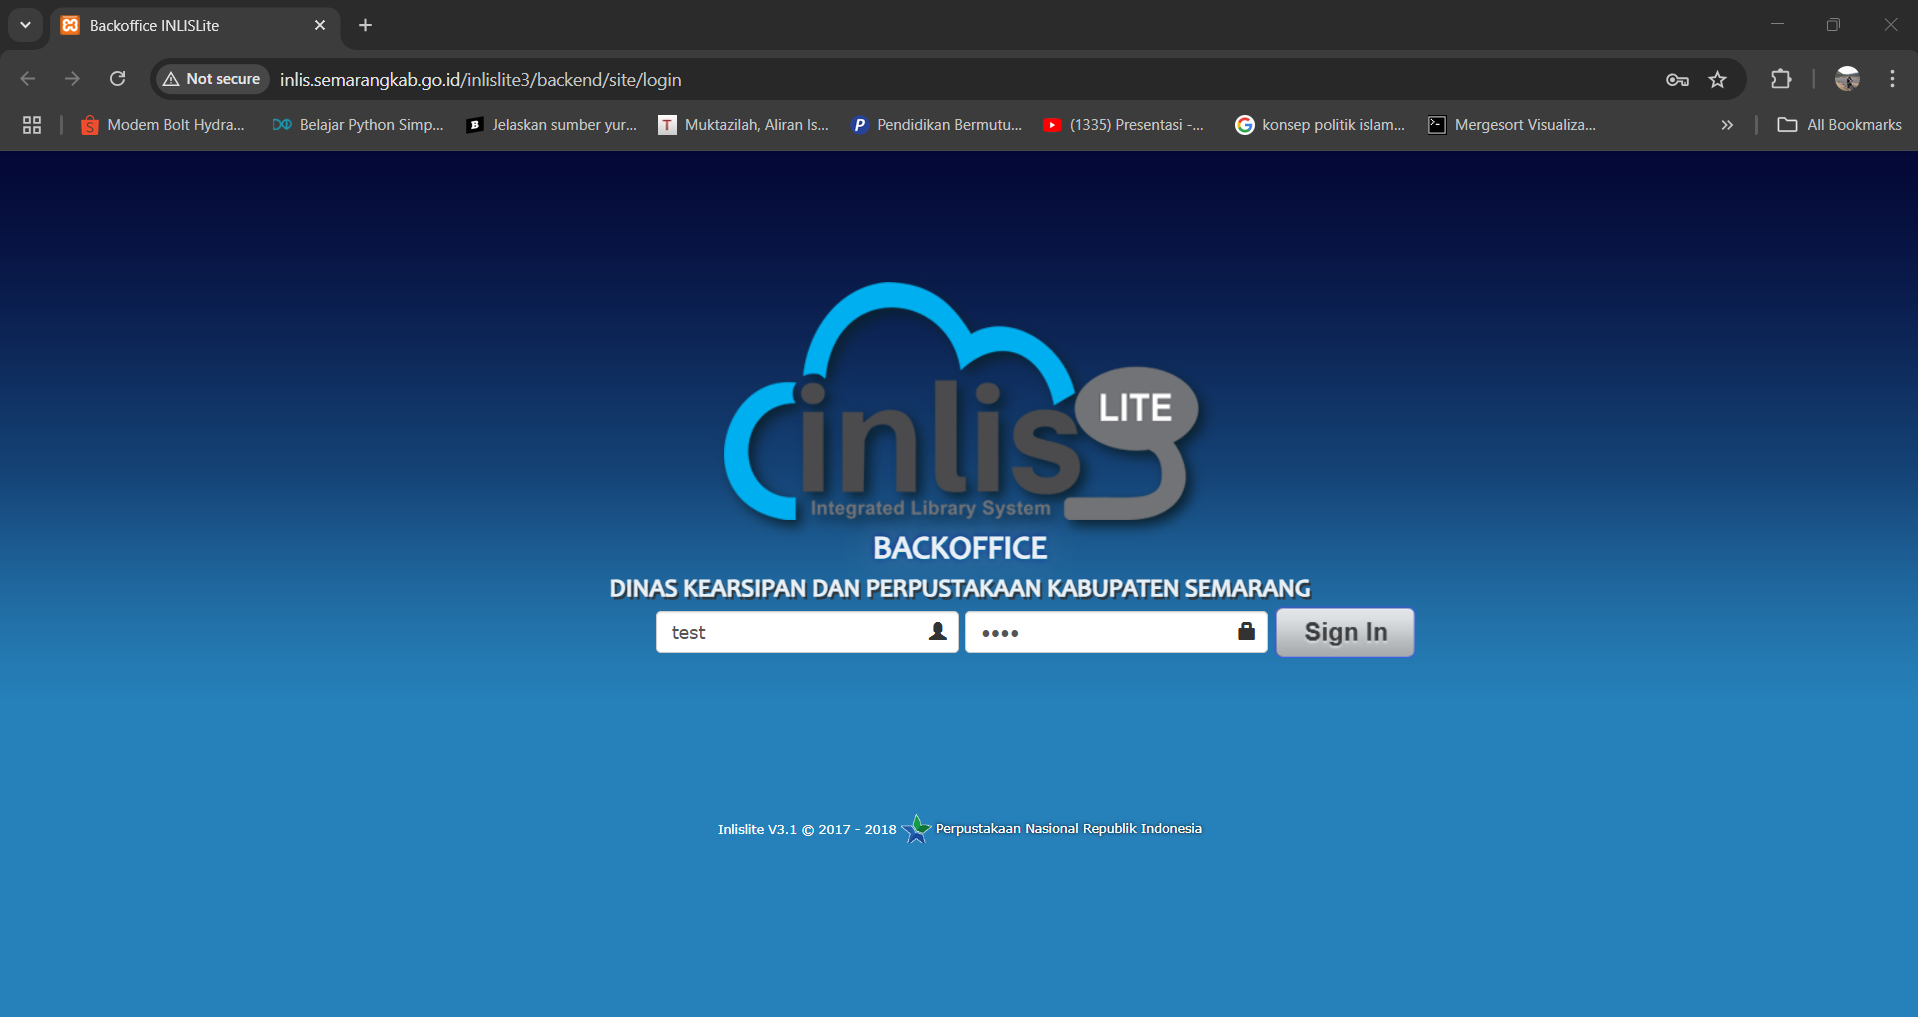 Backoffice INLISLite
Not secure
inlis.semarangkab.go.id/inlislite3/backend/site/login
Modem Bolt Hydra...
Belajar Python Simp...
Jelaskan sumber yur...
Muktazilah, Aliran Is...
Pendidikan Bermutu...
(1335) Presentasi -...
konsep politik islam...
Mergesort Visualiza...
All Bookmarks
inlis
LITE
Integrated Library System
BACKOFFICE
DINAS KEARSIPAN DAN PERPUSTAKAAN KABUPATEN SEMARANG
test
••••
Sign In
Inlislite V3.1 © 2017 - 2018 Perpustakaan Nasional Republik Indonesia